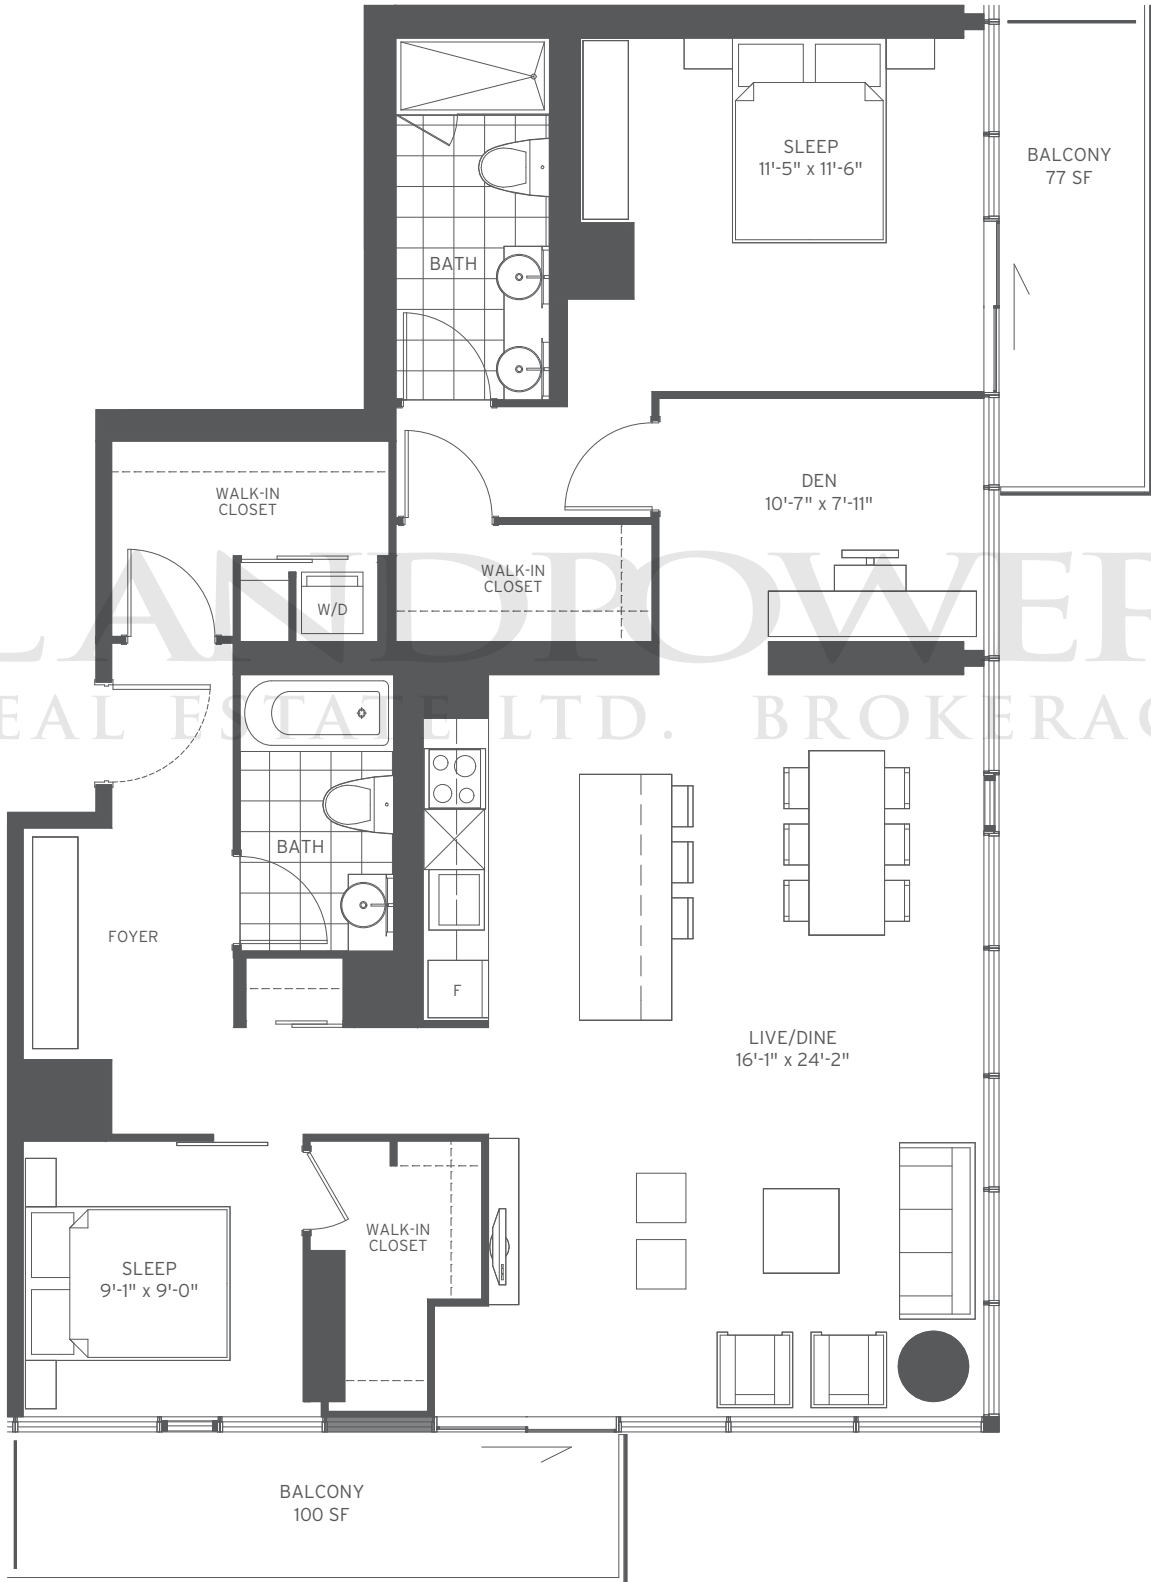 SLEEP
11'-5" x 11'-6"
BALCONY
77 SF
BATH
DEN
10'-7" x 7'-11"
WALK-IN
CLOSET
WALK-IN
CLOSET
W/D
LANDPOWER
EAL ESTATE LTD. BROKERAG
BATH
FOYER
F
LIVE/DINE
16'-1" x 24'-2"
WALK-IN
CLOSET
SLEEP
9'-1" x 9'-0"
BALCONY
100 SF